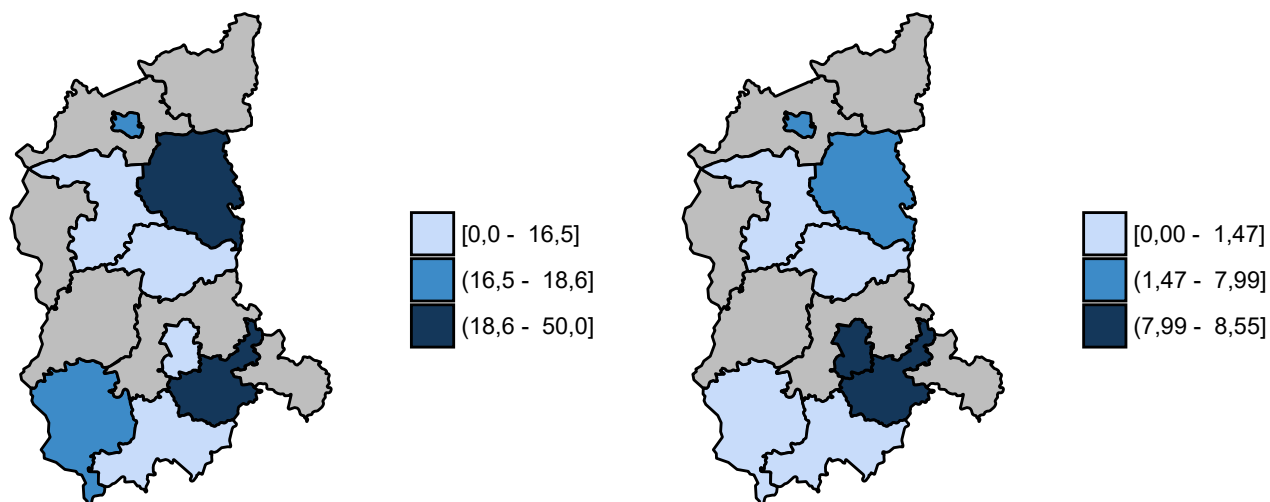 [0,0 - 16,5]
(16,5 - 18,6]
(18,6 - 50,0]
[0,00 - 1,47]
(1,47 - 7,99]
(7,99 - 8,55]